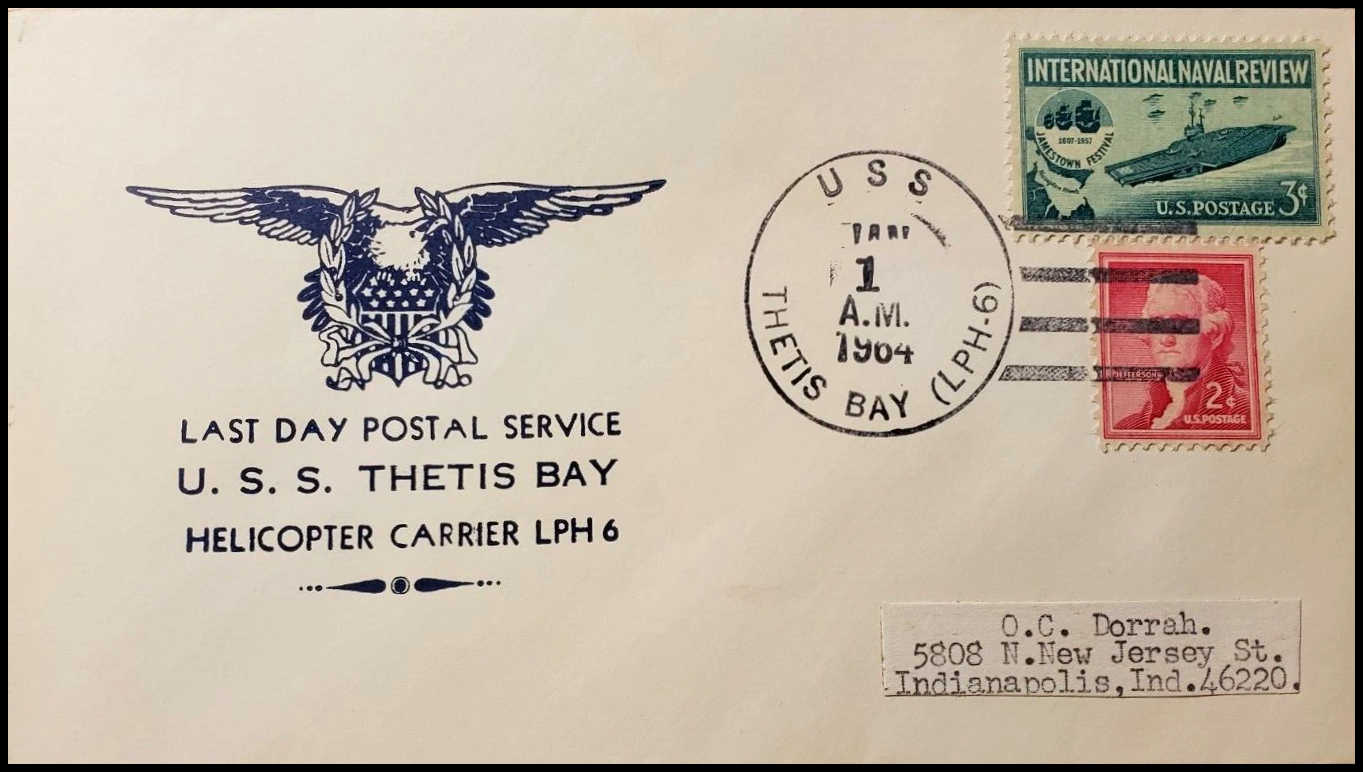 LAST DAY POSTAL SERVICE
U. S. S. THETIS BAY
HELICOPTER CARRIER LPH 6
USS
JAN
1
A.M.
1964
THETIS BAY (LPH-6)
INTERNATIONAL NAVAL REVIEW
1607-1957
JAMESTOWN FESTIVAL
U.S. POSTAGE 3¢
JEFFERSON
2¢
U.S. POSTAGE
O.C. Dorrah.
5808 N.New Jersey St.
Indianapolis,Ind.46220.